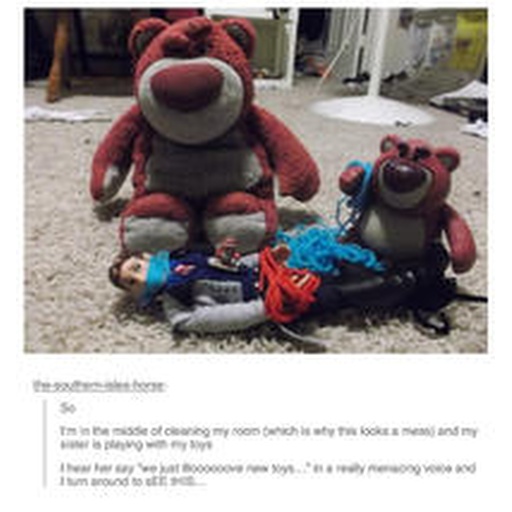 the-southern-isles-horse
So
I'm in the middle of cleaning my room (which is why this looks a mess) and my
sister is playing with my toys
I hear her say "we just lllooooove new toys..." in a really menacing voice and
I turn around to sEE tHIS...